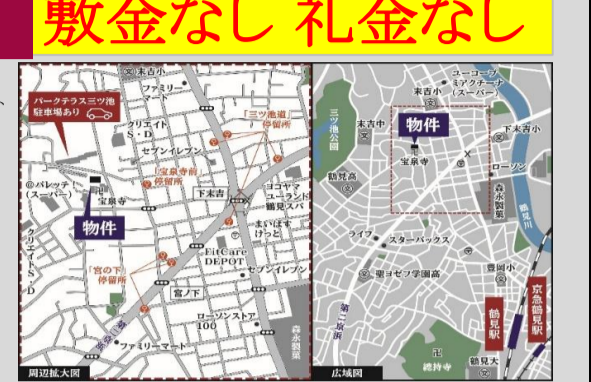 敷金なし 礼金なし
、
末吉小
ファミリー
マート
パークテラス三ツ池
駐車場あり
クリエイト
S・D
「三ツ池道」
停留所
セブンイレブン
「宝泉寺前」
停留所
@パレッテ!
(スーパー)
宝泉寺
下末吉
ヨコヤマ
ユーランド
鶴見スパ
物件
まいばす
けっと
クリエイトS・D
FitCare
DEPOT
「宮の下」
停留所
セブンイレブン
宮ノ下
ローソンストア
100
第二京浜
ファミリーマート
森永製菓
周辺拡大図
ユーコープ
ミアクチーナ
(スーパー)
末吉小
三ツ池公園
末吉中
物件
下末吉小
宝泉寺
鶴見高
ローソン
森永製菓
鶴見川
ライフ
スターバックス
聖ヨゼフ学園高
豊岡小
第二京浜
鶴見駅
京急鶴見駅
總持寺
鶴見大
広域図